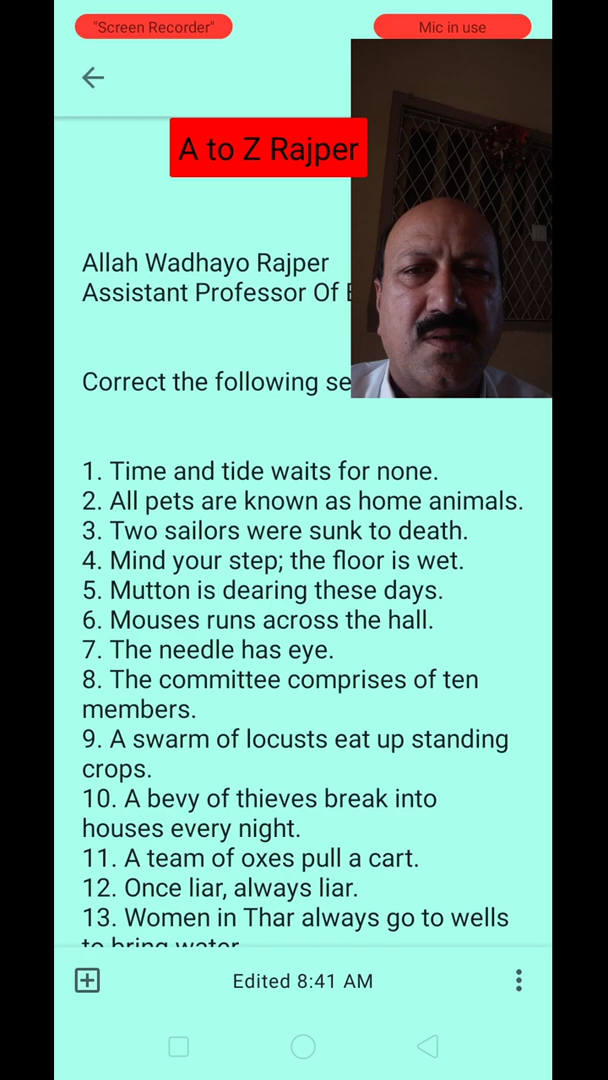 "Screen Recorder"
Mic in use
A to Z Rajper
Allah Wadhayo Rajper
Assistant Professor Of
Correct the following
1. Time and tide waits for none.
2. All pets are known as home animals.
3. Two sailors were sunk to death.
4. Mind your step; the floor is wet.
5. Mutton is dearing these days.
6. Mouses runs across the hall.
7. The needle has eye.
8. The committee comprises of ten
members.
9. A swarm of locusts eat up standing
crops.
10. A bevy of thieves break into
houses every night.
11. A team of oxes pull a cart.
12. Once liar, always liar.
13. Women in Thar always go to wells
to bring water
Edited 8:41 AM